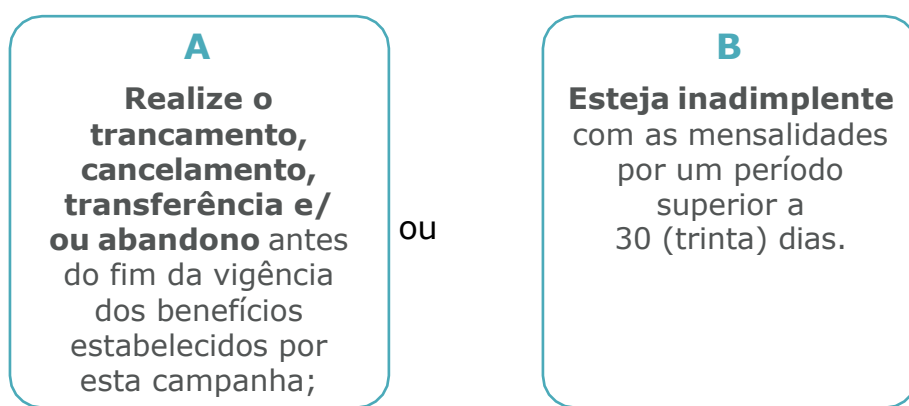 A
Realize o
trancamento,
cancelamento,
transferência e/
ou abandono antes
do fim da vigência
dos benefícios
estabelecidos por
esta campanha;
ou
B
Esteja inadimplente
com as mensalidades
por um período
superior a
30 (trinta) dias.